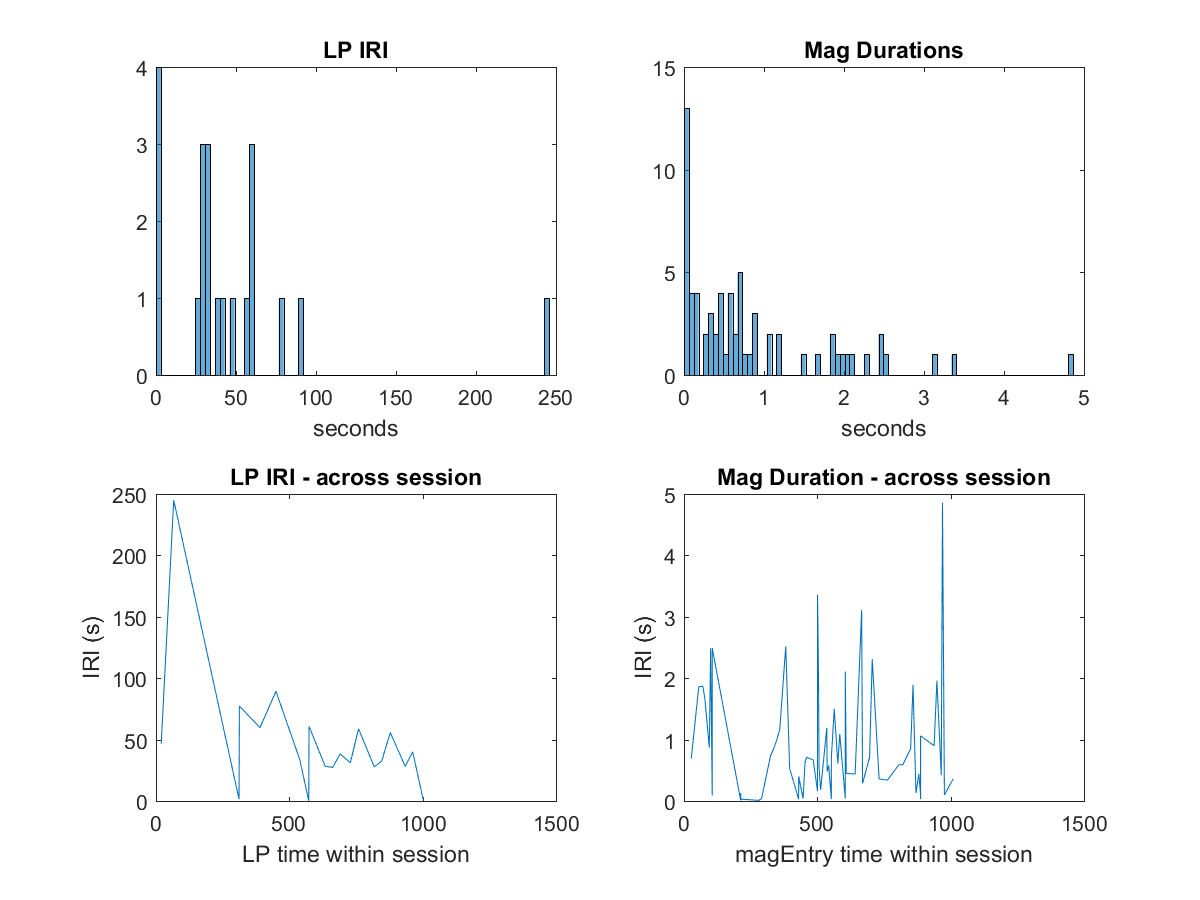 LP IRI
4
3
2
1
0
0 50 100 150 200 250
seconds
Mag Durations
15
10
5
0
0 1 2 3 4 5
seconds
LP IRI - across session
IRI (s)
250
200
150
100
50
0
0 500 1000 1500
LP time within session
Mag Duration - across session
IRI (s)
5
4
3
2
1
0
0 500 1000 1500
magEntry time within session